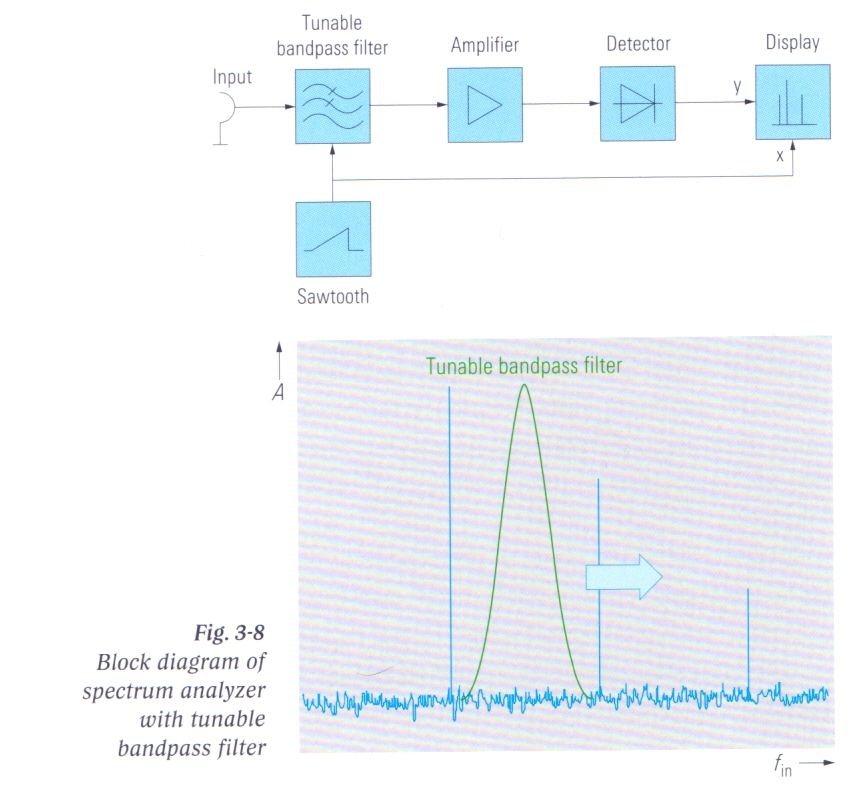 Tunable
bandpass filter
Amplifier
Detector
Display
Input
y
x
Sawtooth
A
Tunable bandpass filter
Fig. 3-8
Block diagram of
spectrum analyzer
with tunable
bandpass filter
fin